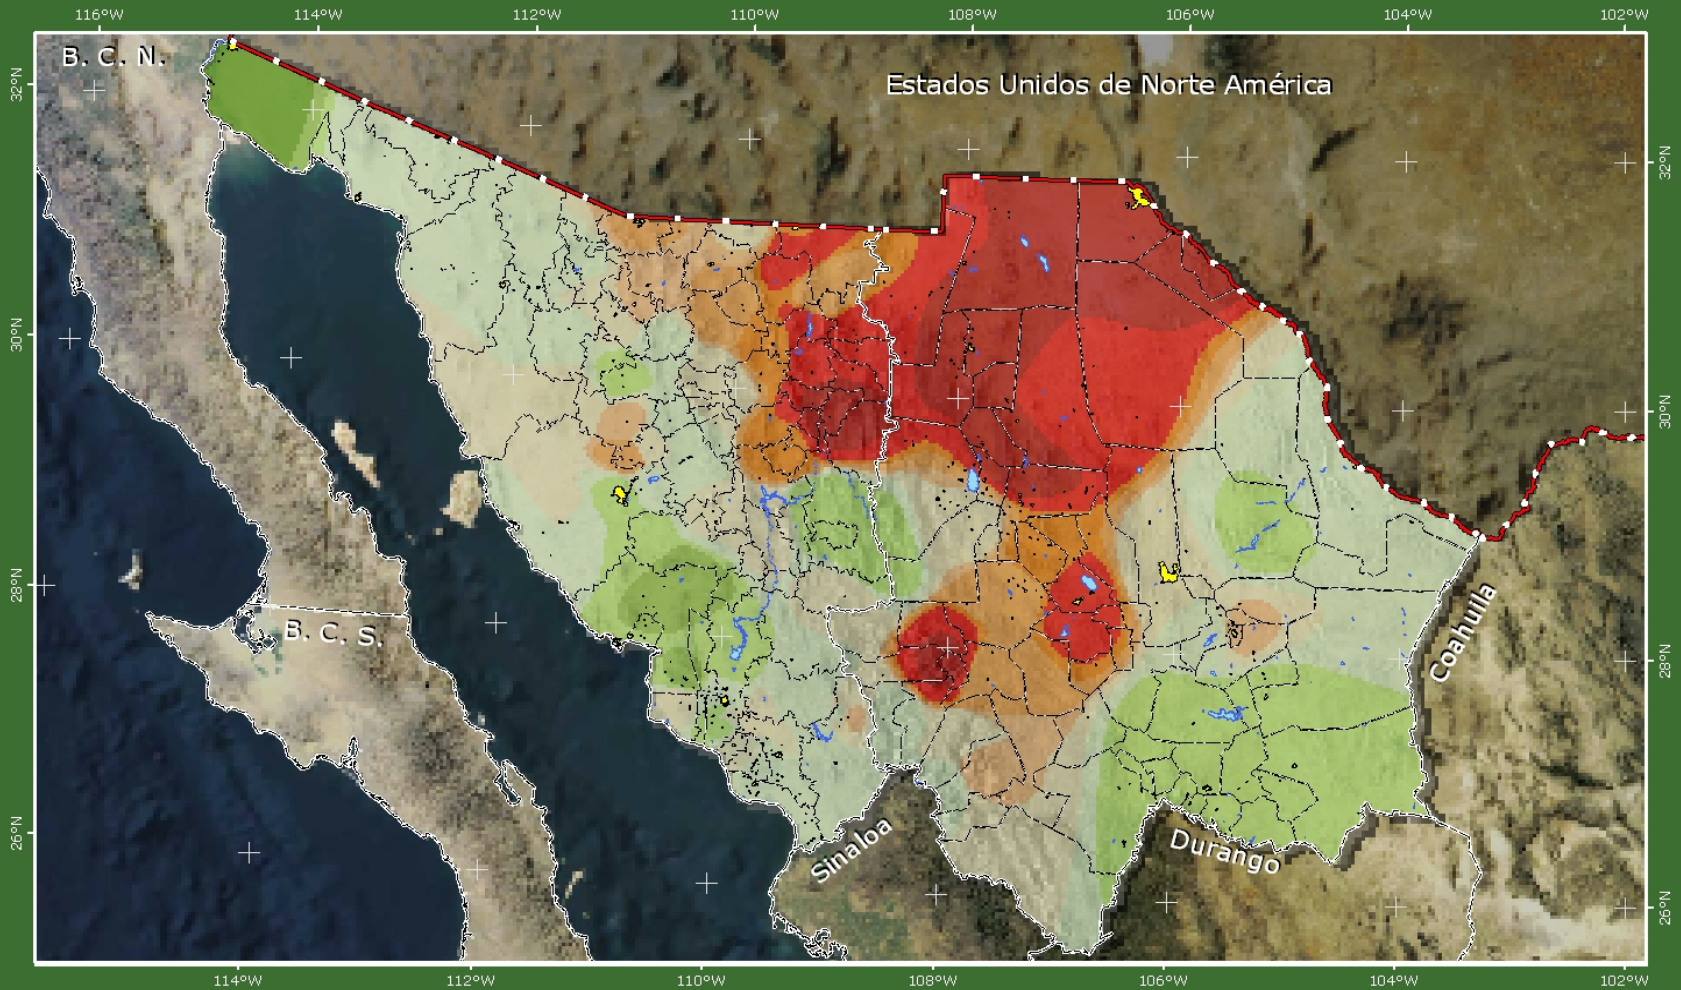 116°W 114°W 112°W 110°W 108°W 106°W 104°W 102°W
B. C. N.
Estados Unidos de Norte América
32°N
32°N
30°N
30°N
28°N
28°N
B. C. S.
Coahuila
26°N
26°N
Sinaloa
Durango
114°W 112°W 110°W 108°W 106°W 104°W 102°W